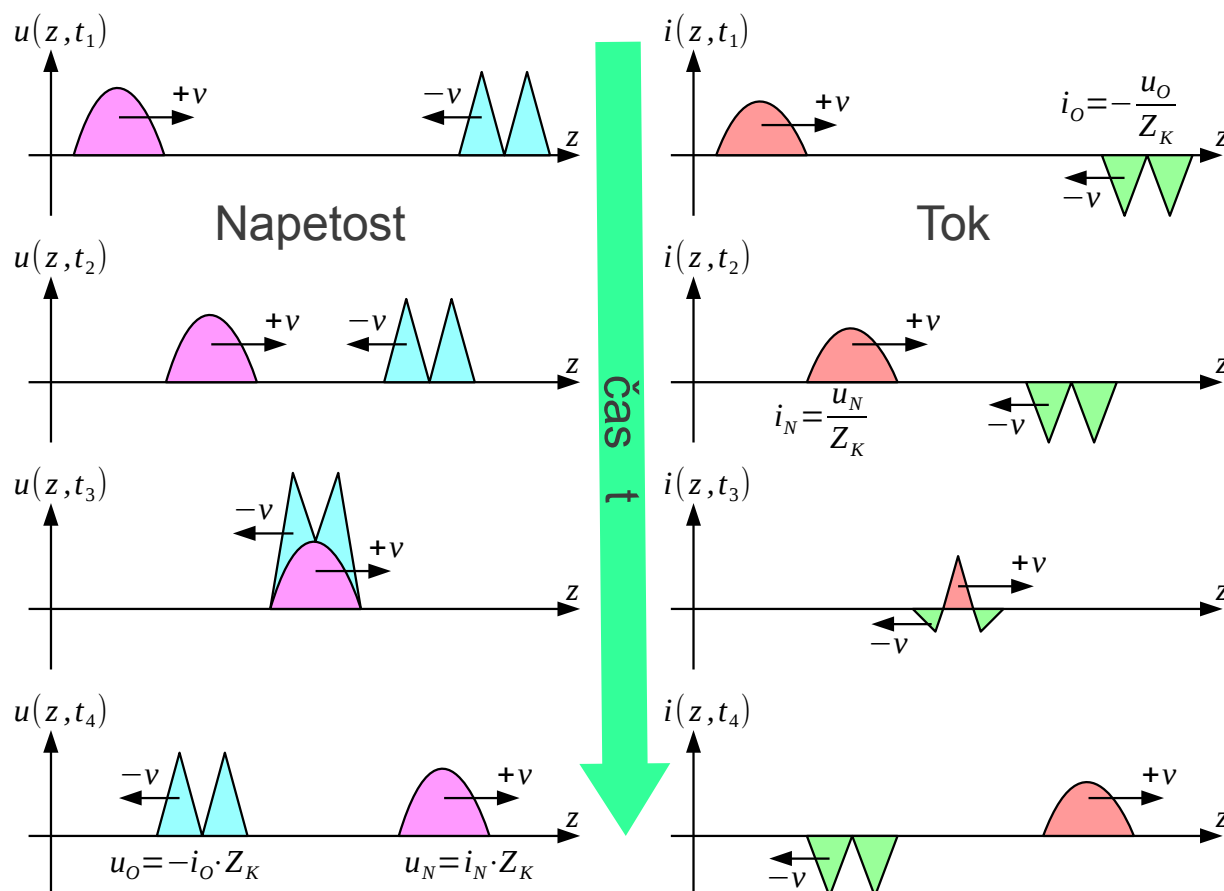 u(z,t₁)
+v
−v
z
Napetost
u(z,t₂)
+v
−v
z
u(z,t₃)
−v
+v
z
u(z,t₄)
−v
+v
z
u_O=−i_O·Z_K
u_N=i_N·Z_K
čas t
i(z,t₁)
+v
i_O=−u_O/Z_K
z
−v
Tok
i(z,t₂)
+v
z
i_N=u_N/Z_K
−v
i(z,t₃)
+v
z
−v
i(z,t₄)
+v
z
−v